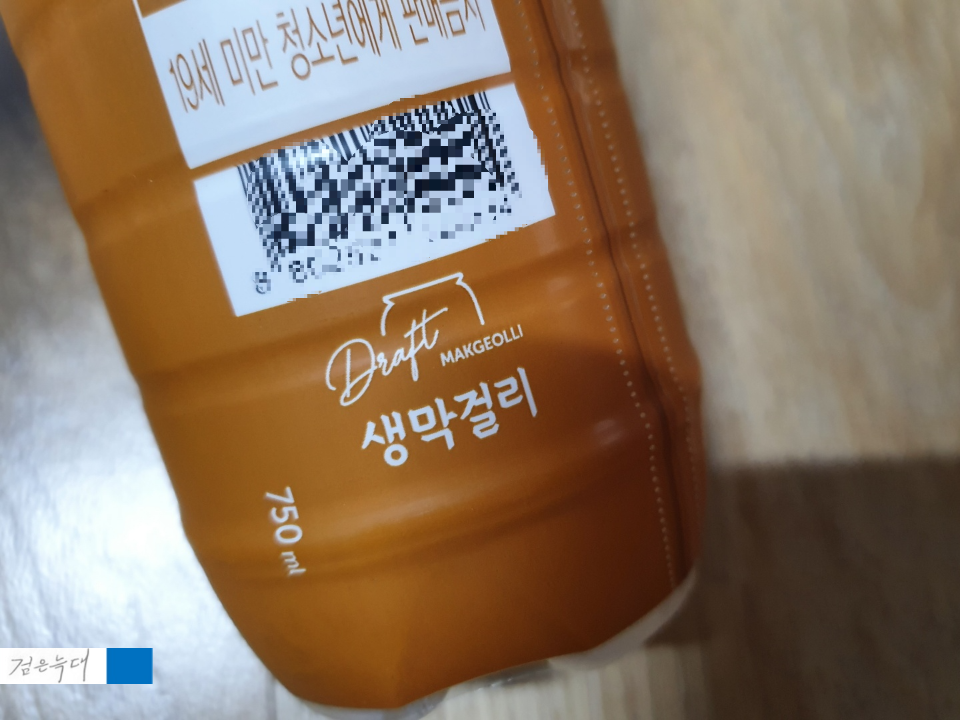 19세 미만 청소년에게 판매금지
Draft
MAKGEOLLI
생막걸리
750 ml
검은늑대